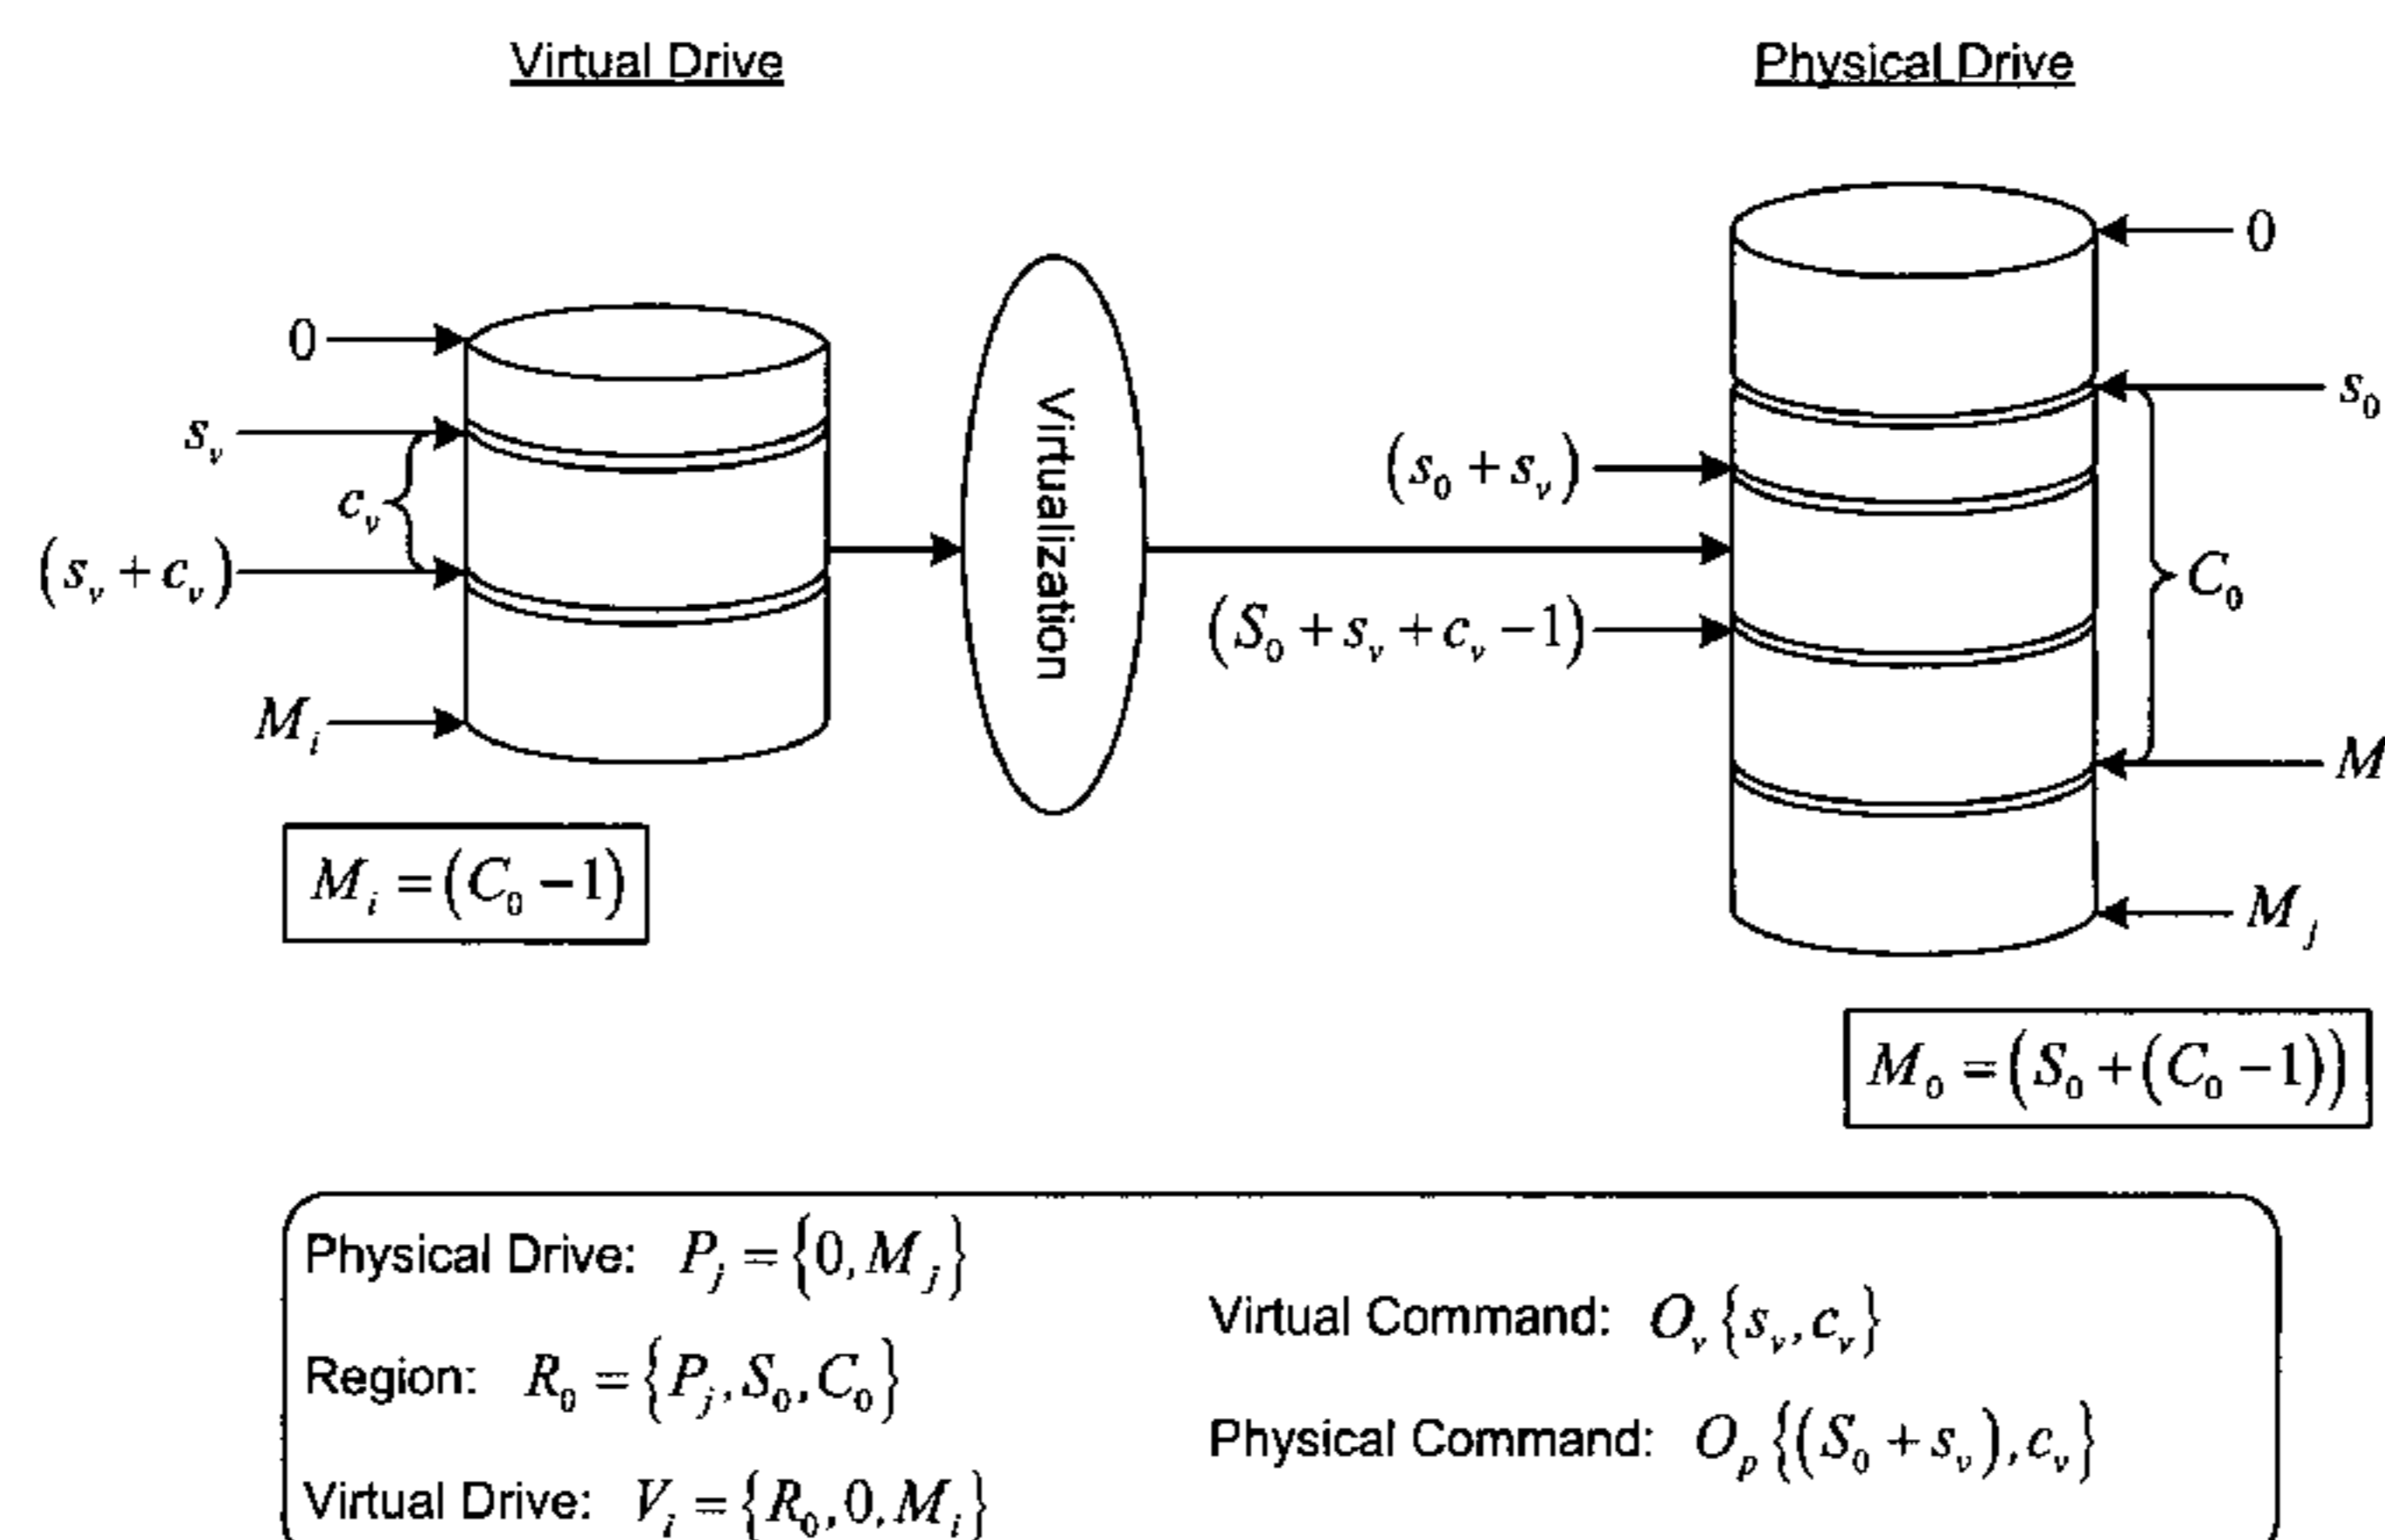 Virtual Drive
Physical Drive
0
s_v
c_v
(s_v + c_v)
M_i
M_i = (C_0 − 1)
Virtualization
0
s_0
(s_0 + s_v)
C_0
(S_0 + s_v + c_v − 1)
M
M_j
M_0 = (S_0 + (C_0 − 1))
Physical Drive: P_j = {0, M_j}
Region: R_0 = {P_j, S_0, C_0}
Virtual Drive: V_i = {R_0, 0, M_i}
Virtual Command: O_v {s_v, c_v}
Physical Command: O_p {(S_0 + s_v), c_v}